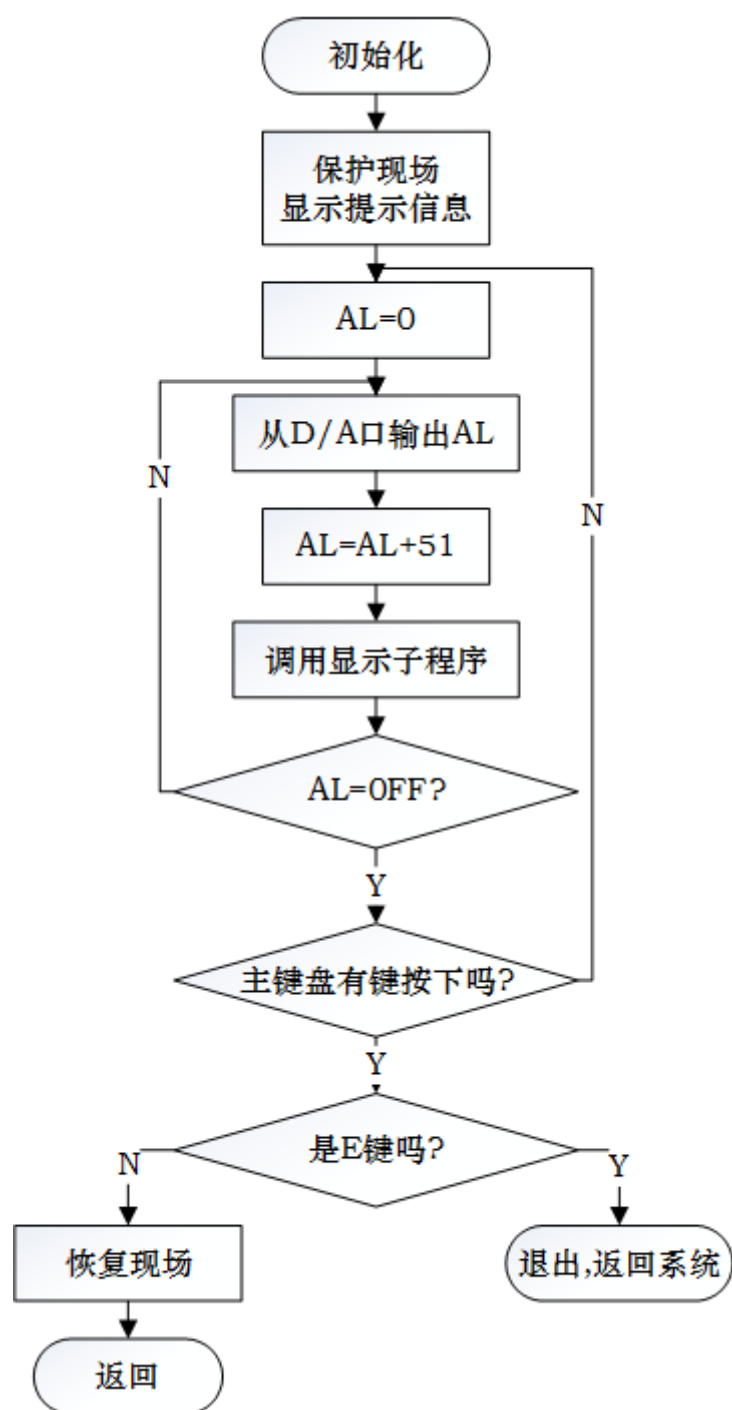 初始化
保护现场
显示提示信息
AL=0
从D/A口输出AL
N
N
AL=AL+51
调用显示子程序
AL=0FF?
Y
主键盘有键按下吗?
Y
是E键吗?
N
Y
恢复现场
退出,返回系统
返回